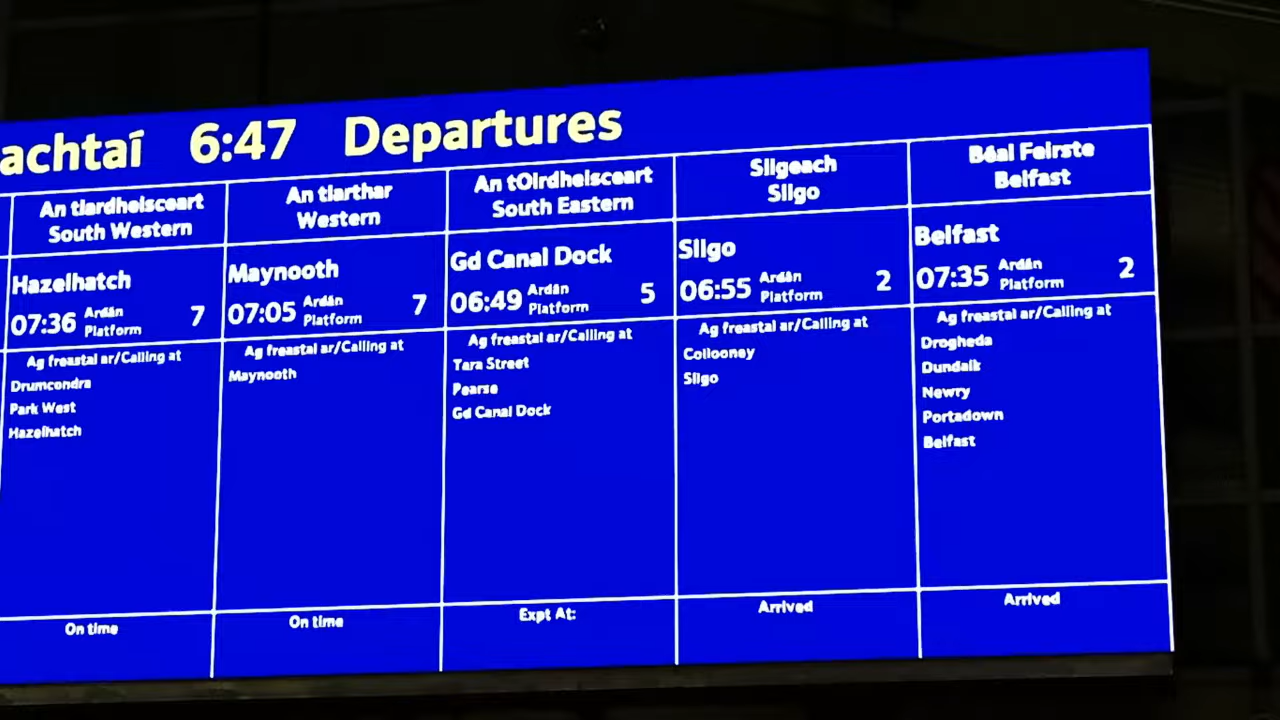 achtaí 6:47 Departures
An tIardheisceart
South Western
Hazelhatch
07:36 Ardán
Platform 7
Ag freastal ar/Calling at
Drumcondra
Park West
Hazelhatch
On time
An tIarthar
Western
Maynooth
07:05 Ardán
Platform 7
Ag freastal ar/Calling at
Maynooth
On time
An tOirdheisceart
South Eastern
Gd Canal Dock
06:49 Ardán
Platform 5
Ag freastal ar/Calling at
Tara Street
Pearse
Gd Canal Dock
Expt At:
Sligeach
Sligo
Sligo
06:55 Ardán
Platform 2
Ag freastal ar/Calling at
Collooney
Sligo
Arrived
Béal Feirste
Belfast
Belfast
07:35 Ardán
Platform 2
Ag freastal ar/Calling at
Drogheda
Dundalk
Newry
Portadown
Belfast
Arrived